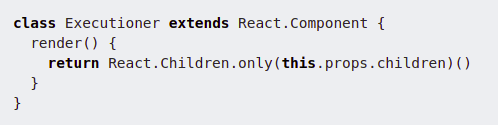 class Executioner extends React.Component {
  render() {
    return React.Children.only(this.props.children)()
  }
}